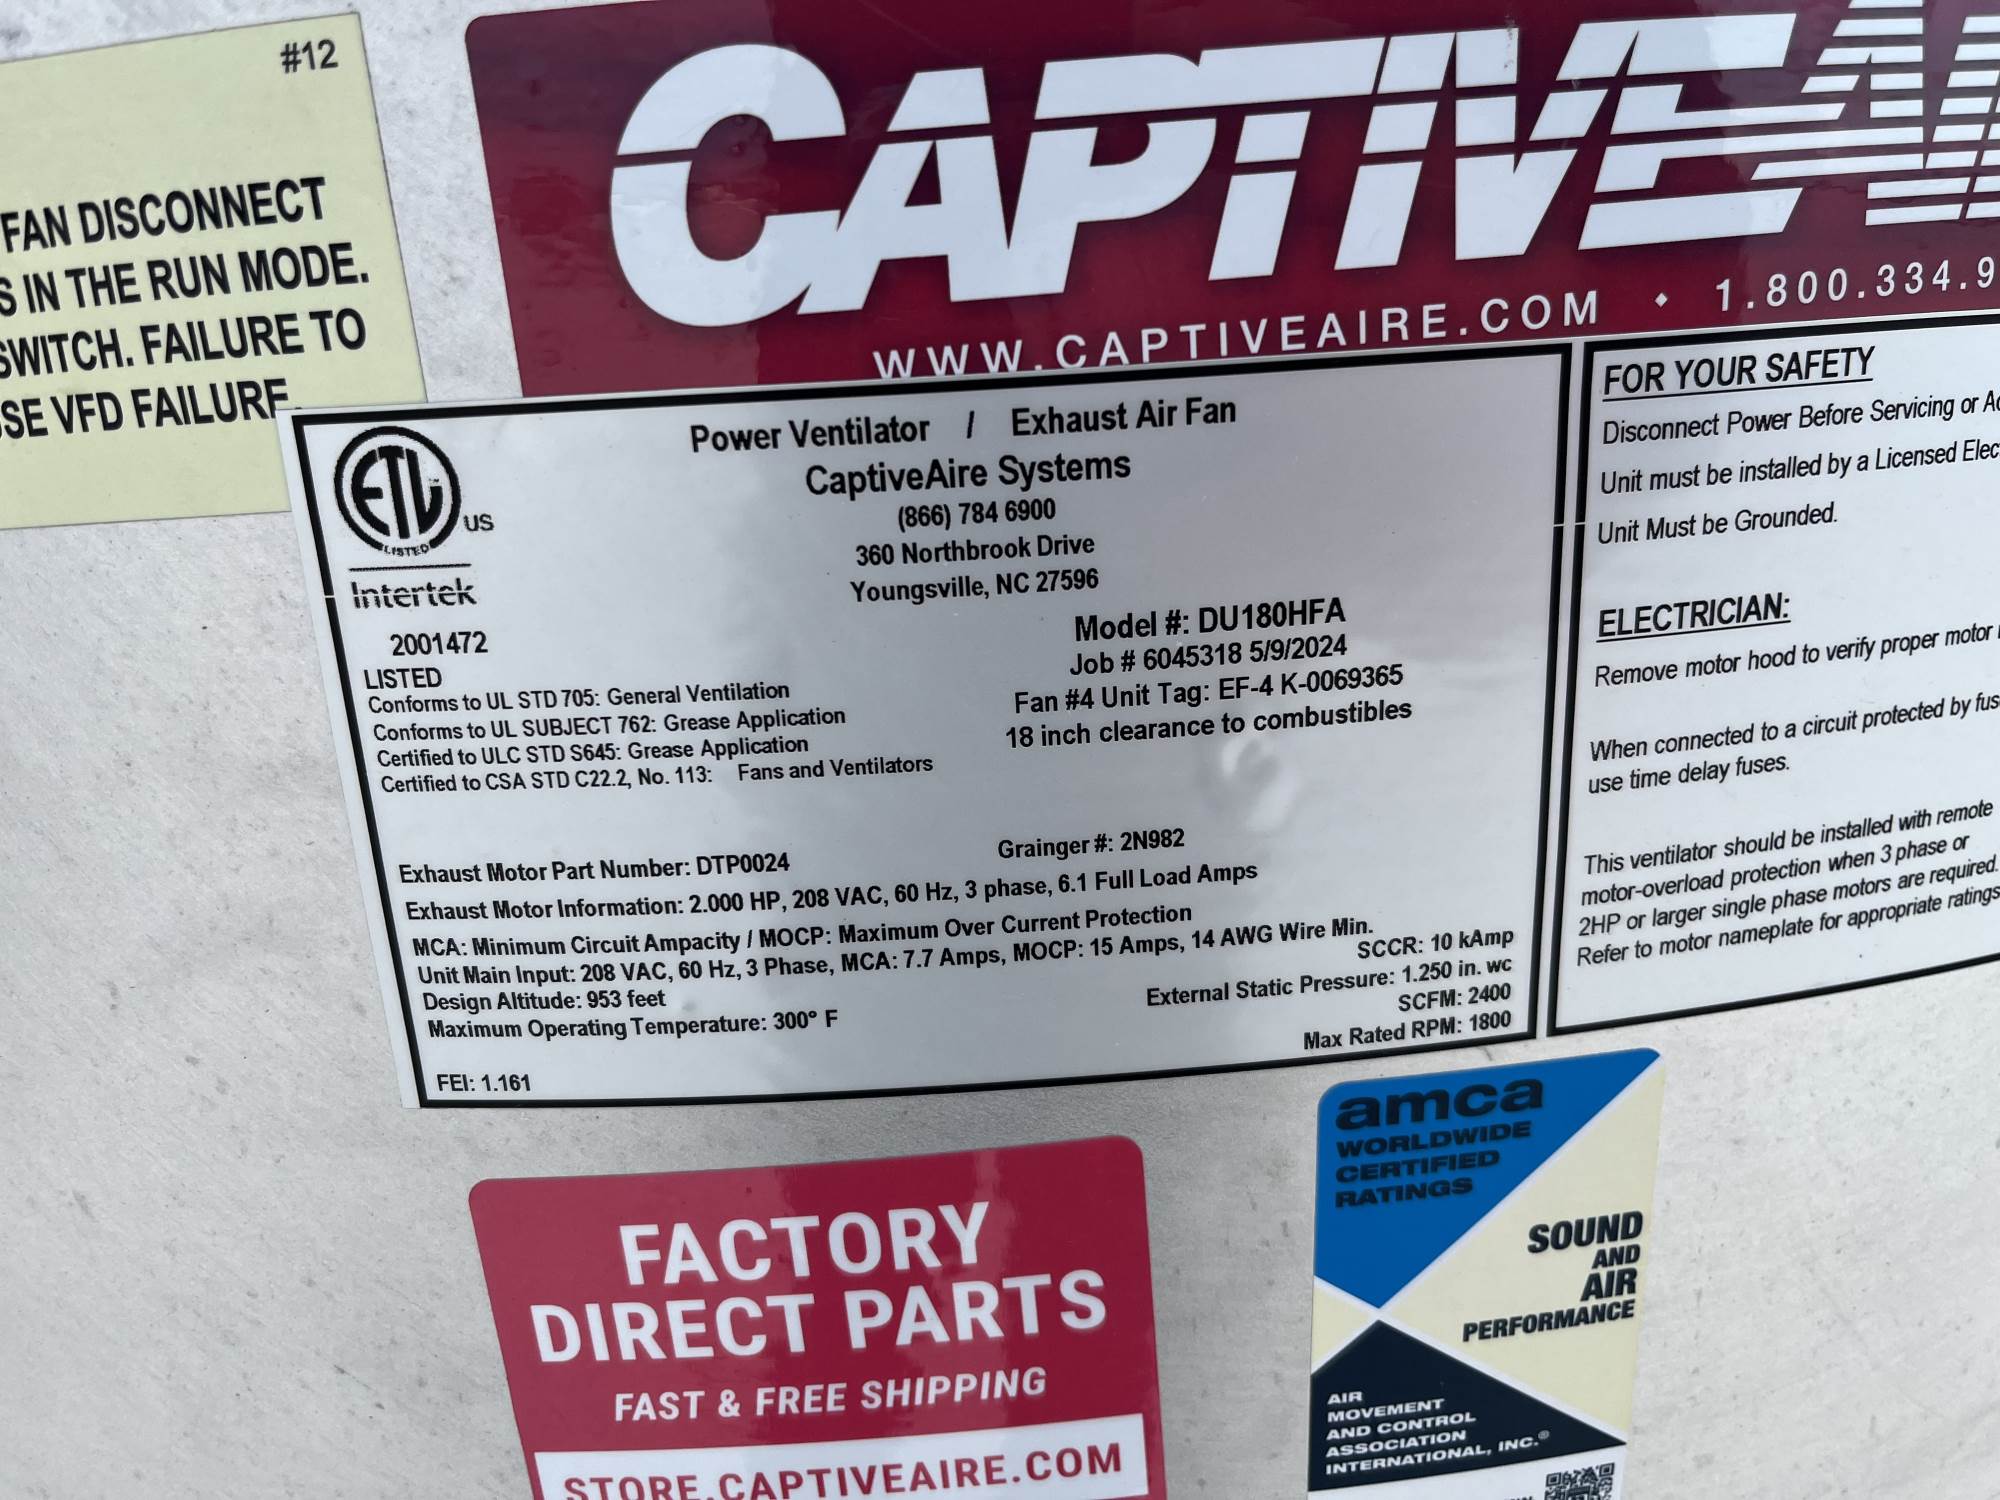 #12
FAN DISCONNECT
IN THE RUN MODE.
SWITCH. FAILURE TO
VFD FAILURE.
CAPTIVEAI
WWW.CAPTIVEAIRE.COM • 1.800.334.9
ETL LISTED US
Intertek
2001472
LISTED
Conforms to UL STD 705: General Ventilation
Conforms to UL SUBJECT 762: Grease Application
Certified to ULC STD S645: Grease Application
Certified to CSA STD C22.2, No. 113: Fans and Ventilators
Power Ventilator / Exhaust Air Fan
CaptiveAire Systems
(866) 784 6900
360 Northbrook Drive
Youngsville, NC 27596
Model #: DU180HFA
Job # 6045318 5/9/2024
Fan #4 Unit Tag: EF-4 K-0069365
18 inch clearance to combustibles
Exhaust Motor Part Number: DTP0024 Grainger #: 2N982
Exhaust Motor Information: 2.000 HP, 208 VAC, 60 Hz, 3 phase, 6.1 Full Load Amps
MCA: Minimum Circuit Ampacity / MOCP: Maximum Over Current Protection
Unit Main Input: 208 VAC, 60 Hz, 3 Phase, MCA: 7.7 Amps, MOCP: 15 Amps, 14 AWG Wire Min.
SCCR: 10 kAmp
Design Altitude: 953 feet External Static Pressure: 1.250 in. wc
Maximum Operating Temperature: 300° F SCFM: 2400
Max Rated RPM: 1800
FEI: 1.161
FOR YOUR SAFETY
Disconnect Power Before Servicing or
Unit must be installed by a Licensed
Unit Must be Grounded.
ELECTRICIAN:
Remove motor hood to verify proper motor
When connected to a circuit protected by
use time delay fuses.
This ventilator should be installed with remote
motor-overload protection when 3 phase or
2HP or larger single phase motors are required.
Refer to motor nameplate for appropriate ratings
FACTORY
DIRECT PARTS
FAST & FREE SHIPPING
STORE.CAPTIVEAIRE.COM
amca
WORLDWIDE
CERTIFIED
RATINGS
SOUND
AND
AIR
PERFORMANCE
AIR
MOVEMENT
AND CONTROL
ASSOCIATION
INTERNATIONAL, INC.®